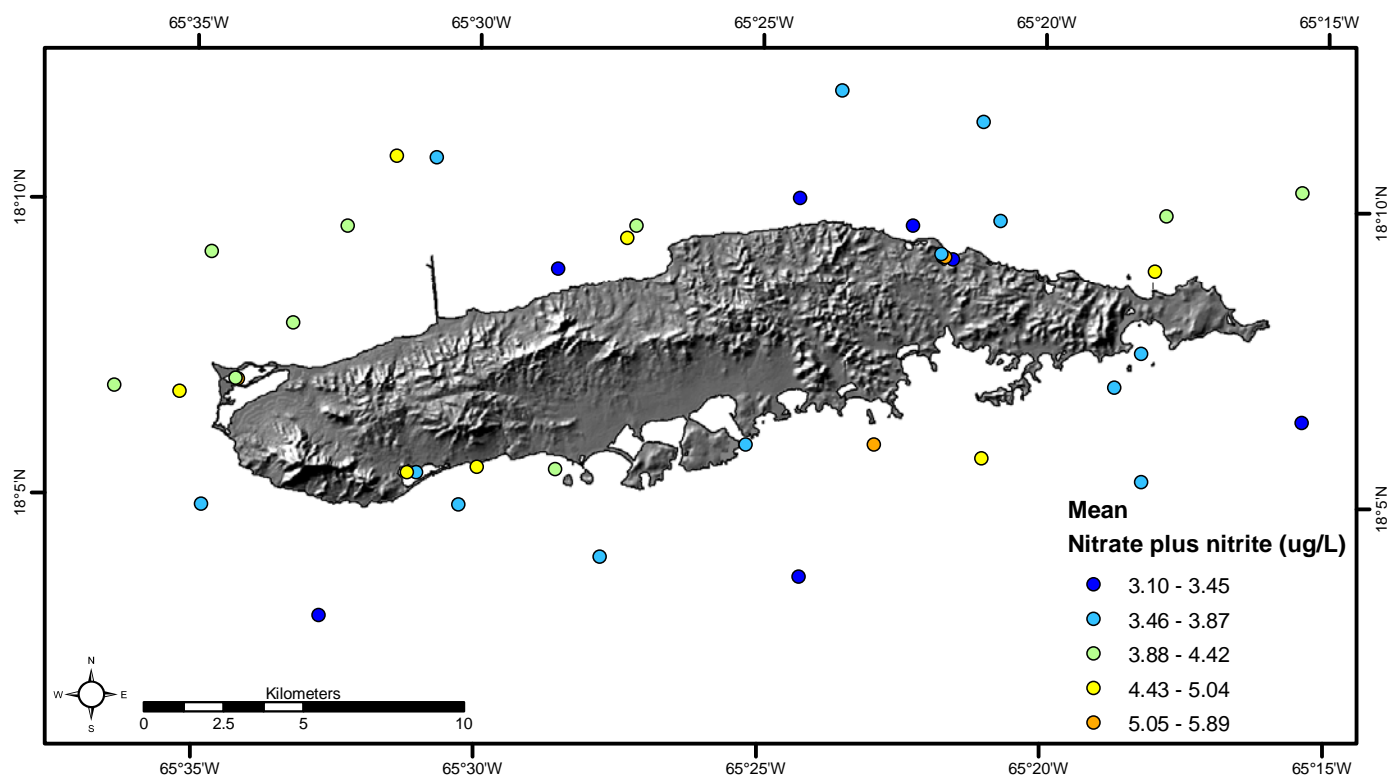 65°35'W 65°30'W 65°25'W 65°20'W 65°15'W
18°10'N
18°10'N
18°5'N
18°5'N
Mean
Nitrate plus nitrite (ug/L)
3.10 - 3.45
3.46 - 3.87
3.88 - 4.42
4.43 - 5.04
5.05 - 5.89
N
W E
S
Kilometers
0 2.5 5 10
65°35'W 65°30'W 65°25'W 65°20'W 65°15'W